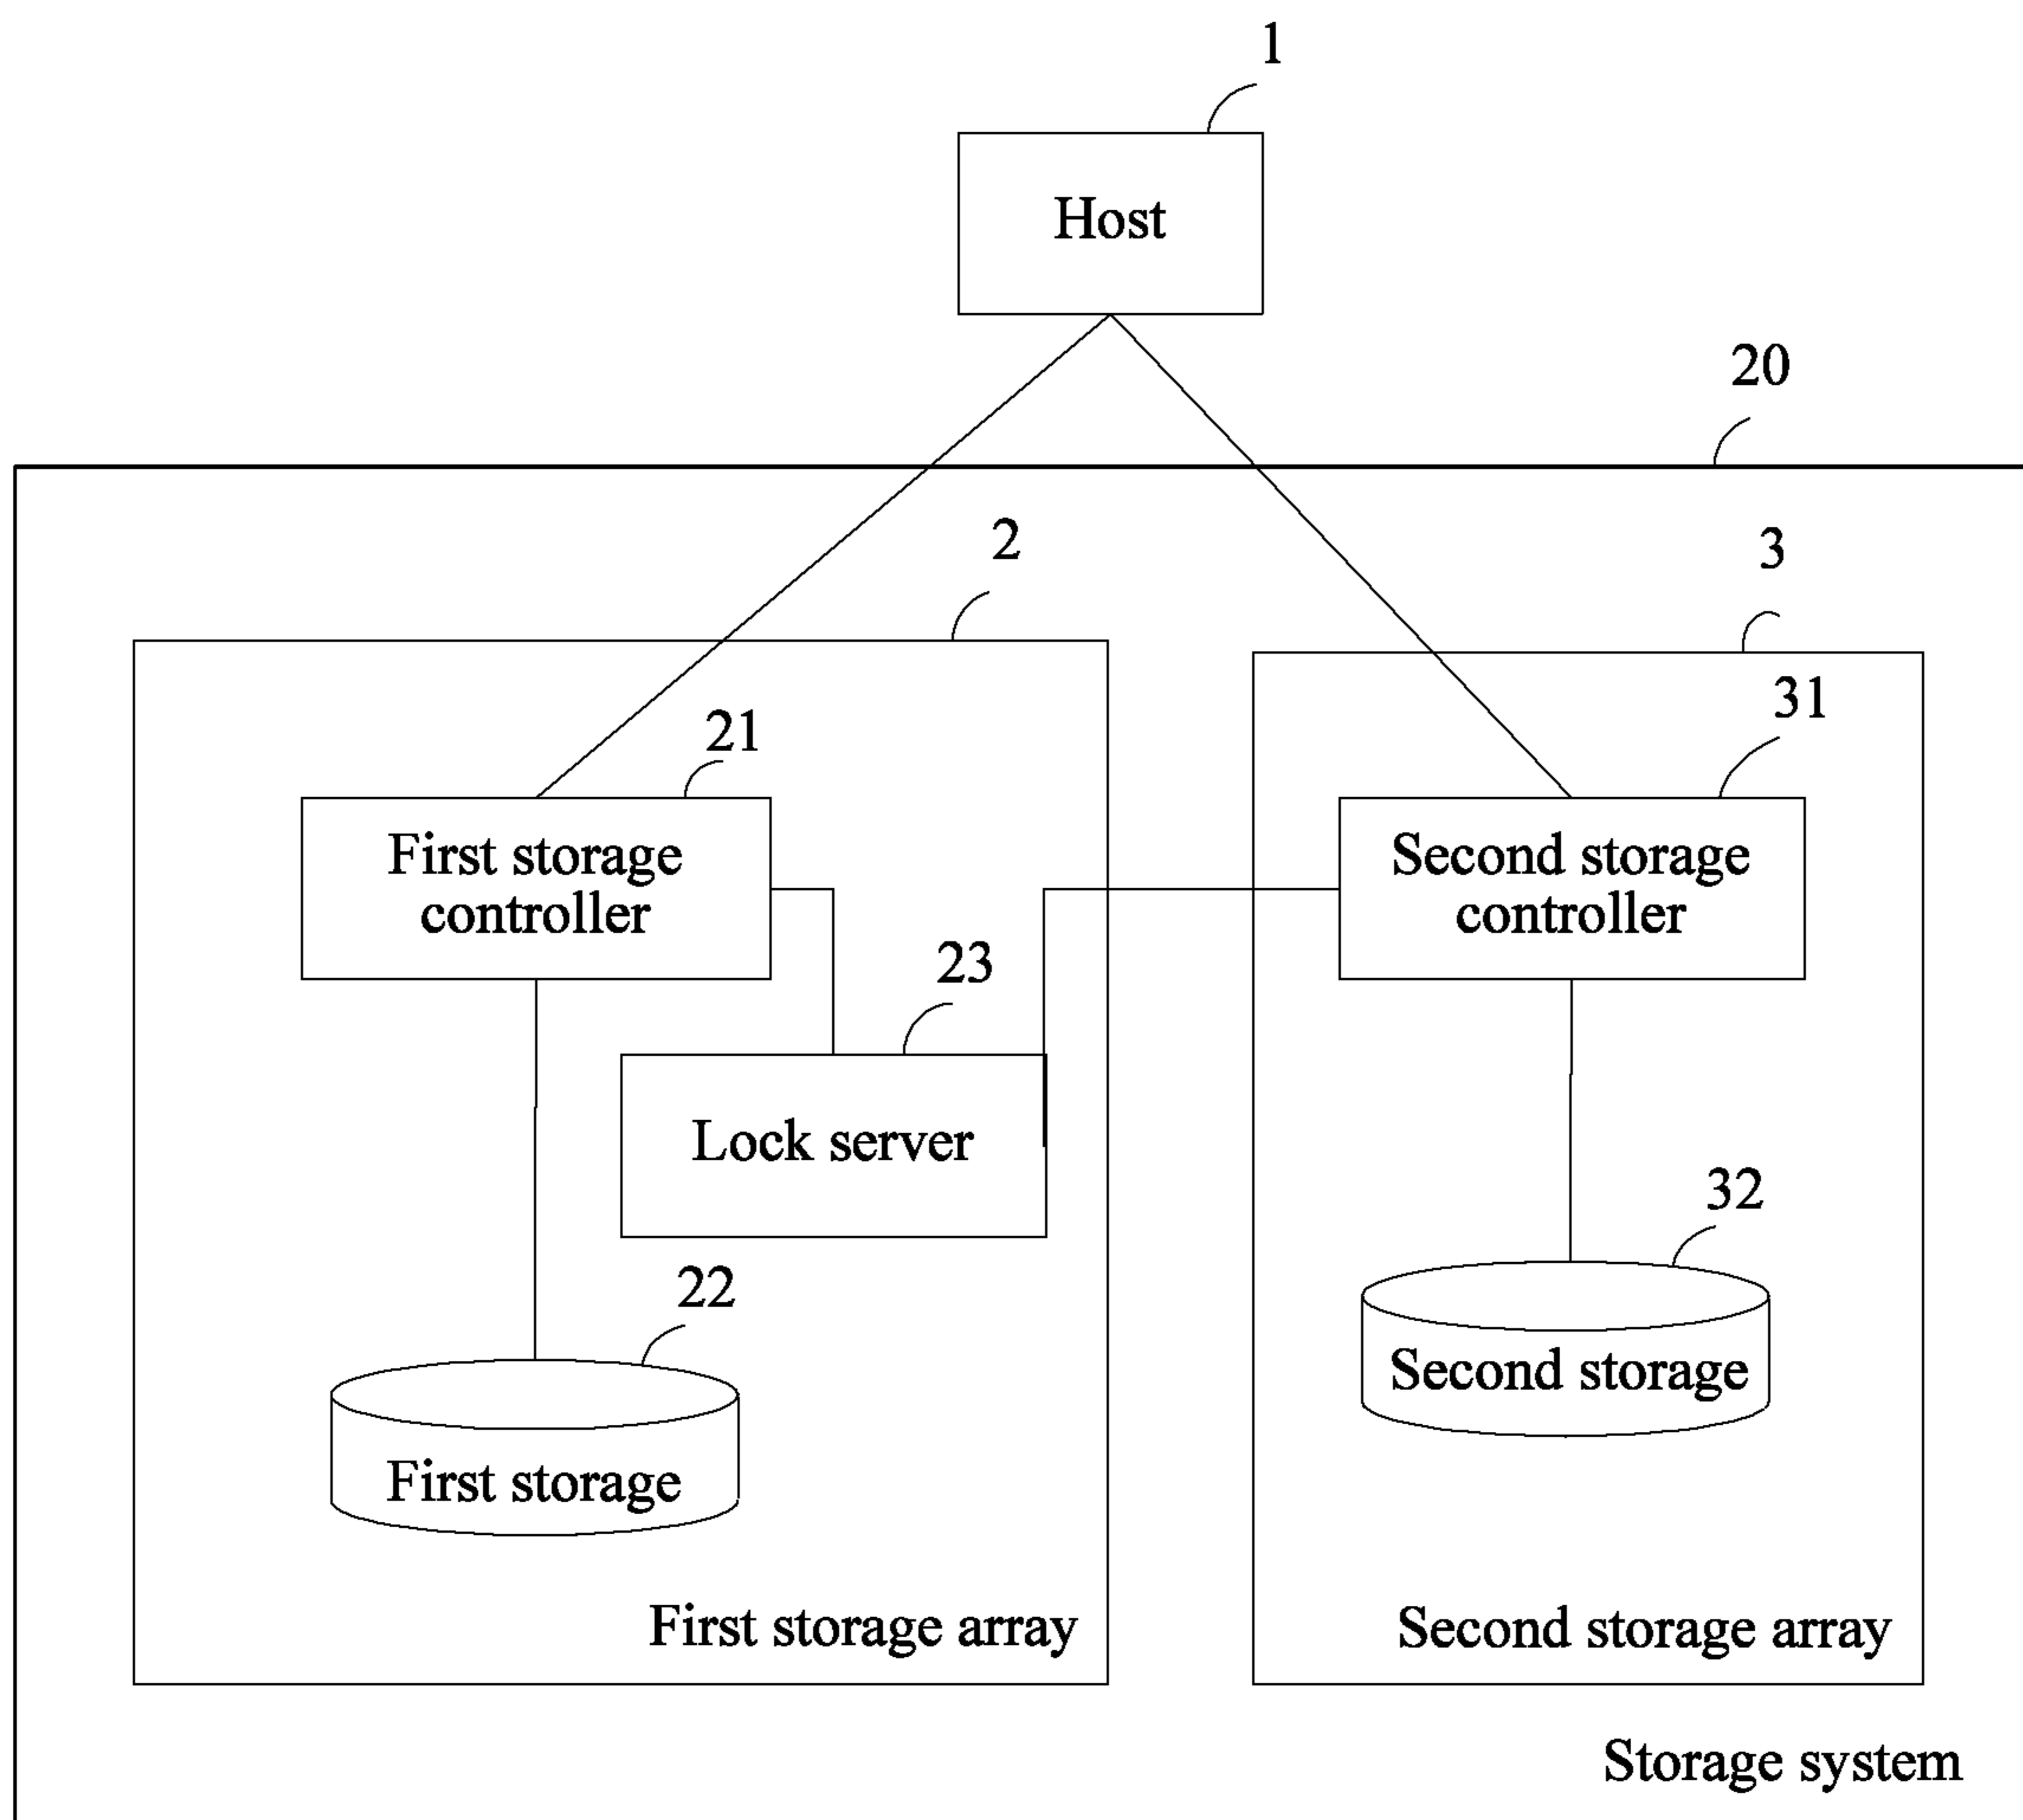 1
Host
20
2
3
21
31
First storage
controller
Second storage
controller
23
Lock server
32
22
Second storage
First storage
First storage array
Second storage array
Storage system